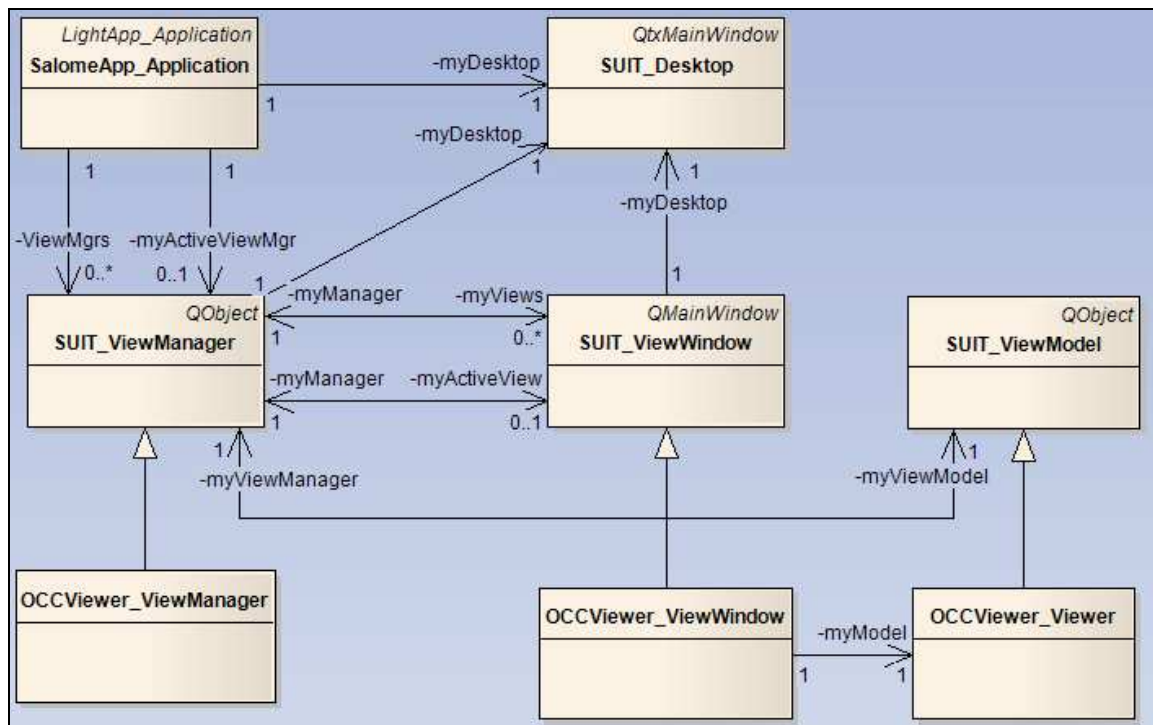 LightApp_Application
SalomeApp_Application
QtxMainWindow
SUIT_Desktop
-myDesktop
1
1
-myDesktop
1
1
1
1
-myDesktop
-ViewMgrs
0..*
-myActiveViewMgr
0..1
1
1
QObject
SUIT_ViewManager
-myManager
1
-myViews
0..*
QMainWindow
SUIT_ViewWindow
QObject
SUIT_ViewModel
-myManager
1
-myActiveView
0..1
1
-myViewManager
1
-myViewModel
OCCViewer_ViewManager
OCCViewer_ViewWindow
-myModel
1
1
OCCViewer_Viewer